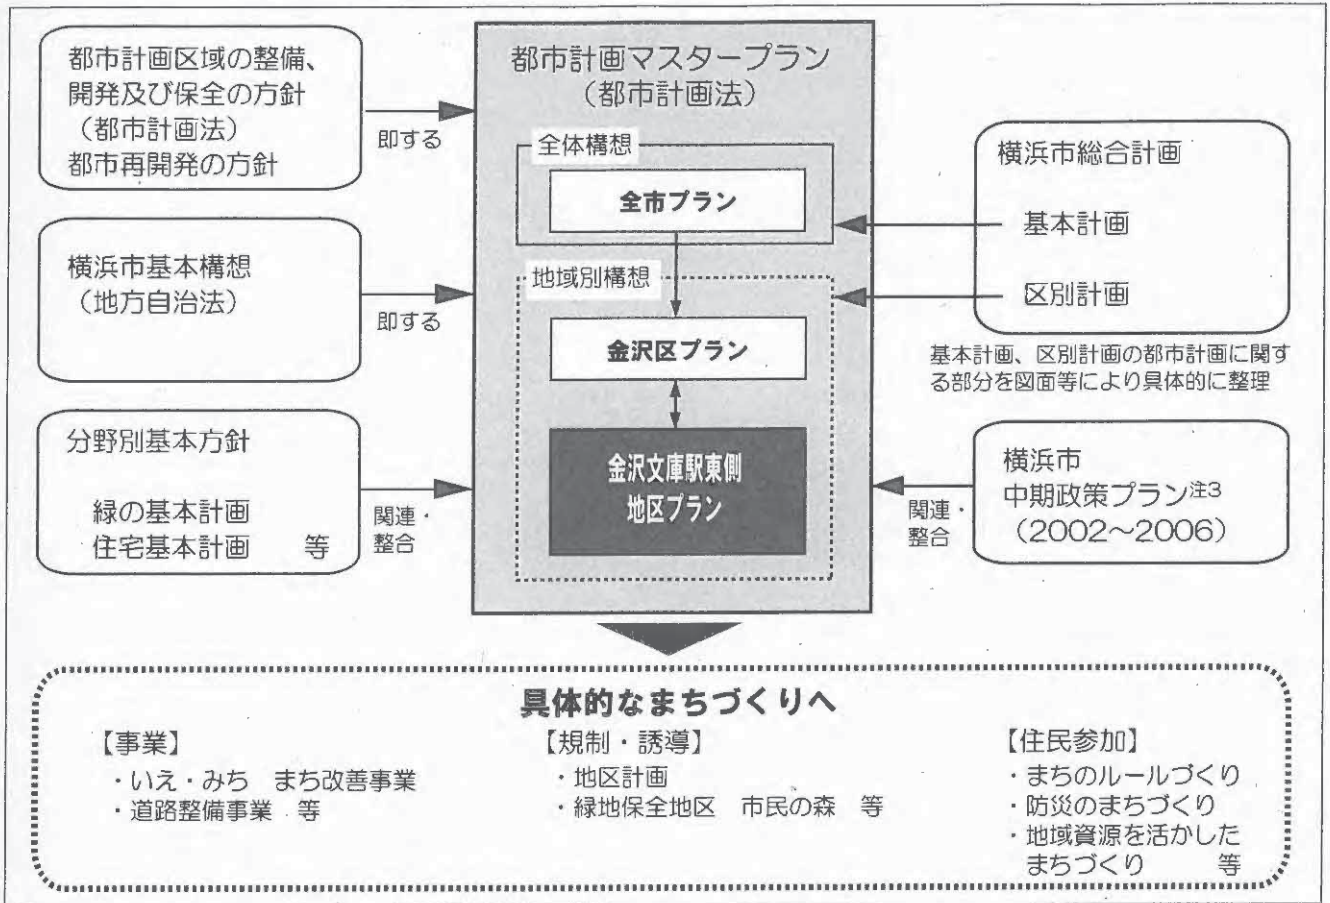 都市計画区域の整備、
開発及び保全の方針
（都市計画法）
都市再開発の方針
即する
横浜市基本構想
（地方自治法）
即する
分野別基本方針
緑の基本計画
住宅基本計画　等
関連・
整合
都市計画マスタープラン
（都市計画法）
全体構想
全市プラン
地域別構想
金沢区プラン
金沢文庫駅東側
地区プラン
横浜市総合計画
基本計画
区別計画
基本計画、区別計画の都市計画に関す
る部分を図面等により具体的に整理
横浜市
中期政策プラン注3
（2002～2006）
関連・
整合
具体的なまちづくりへ
【事業】
・いえ・みち　まち改善事業
・道路整備事業　等
【規制・誘導】
・地区計画
・緑地保全地区　市民の森　等
【住民参加】
・まちのルールづくり
・防災のまちづくり
・地域資源を活かした
まちづくり　等